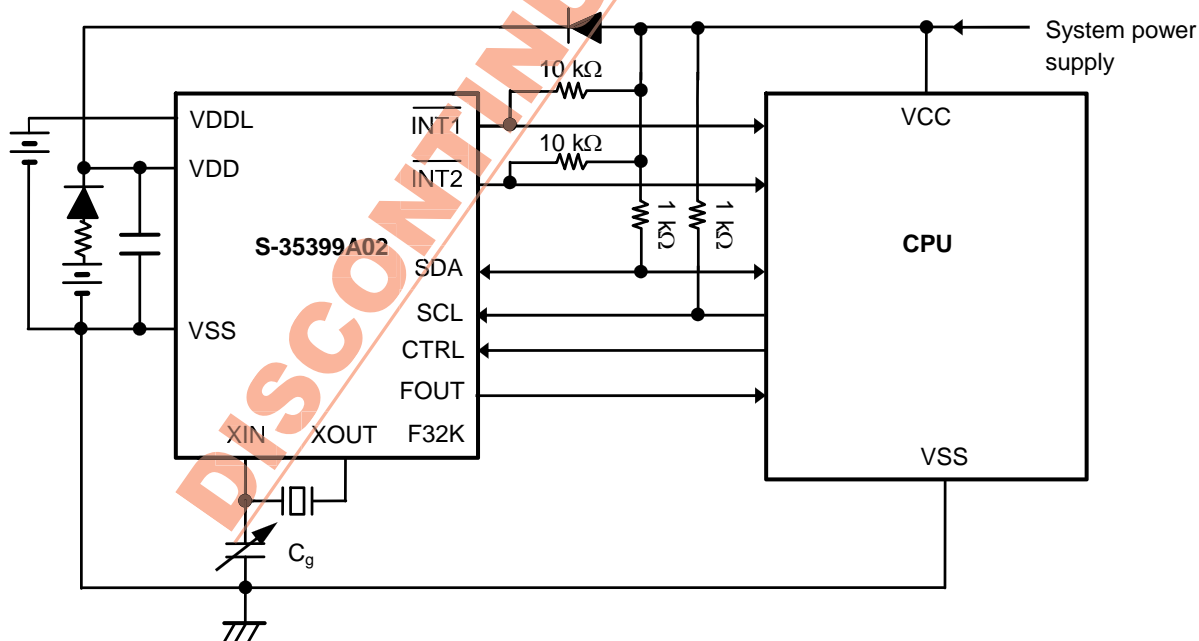 System power
supply
10 kΩ
VDDL
INT1
VCC
10 kΩ
VDD
INT2
1 kΩ
1 kΩ
S-35399A02
CPU
SDA
SCL
VSS
CTRL
FOUT
XIN
XOUT
F32K
VSS
Cg
DISCONTINU